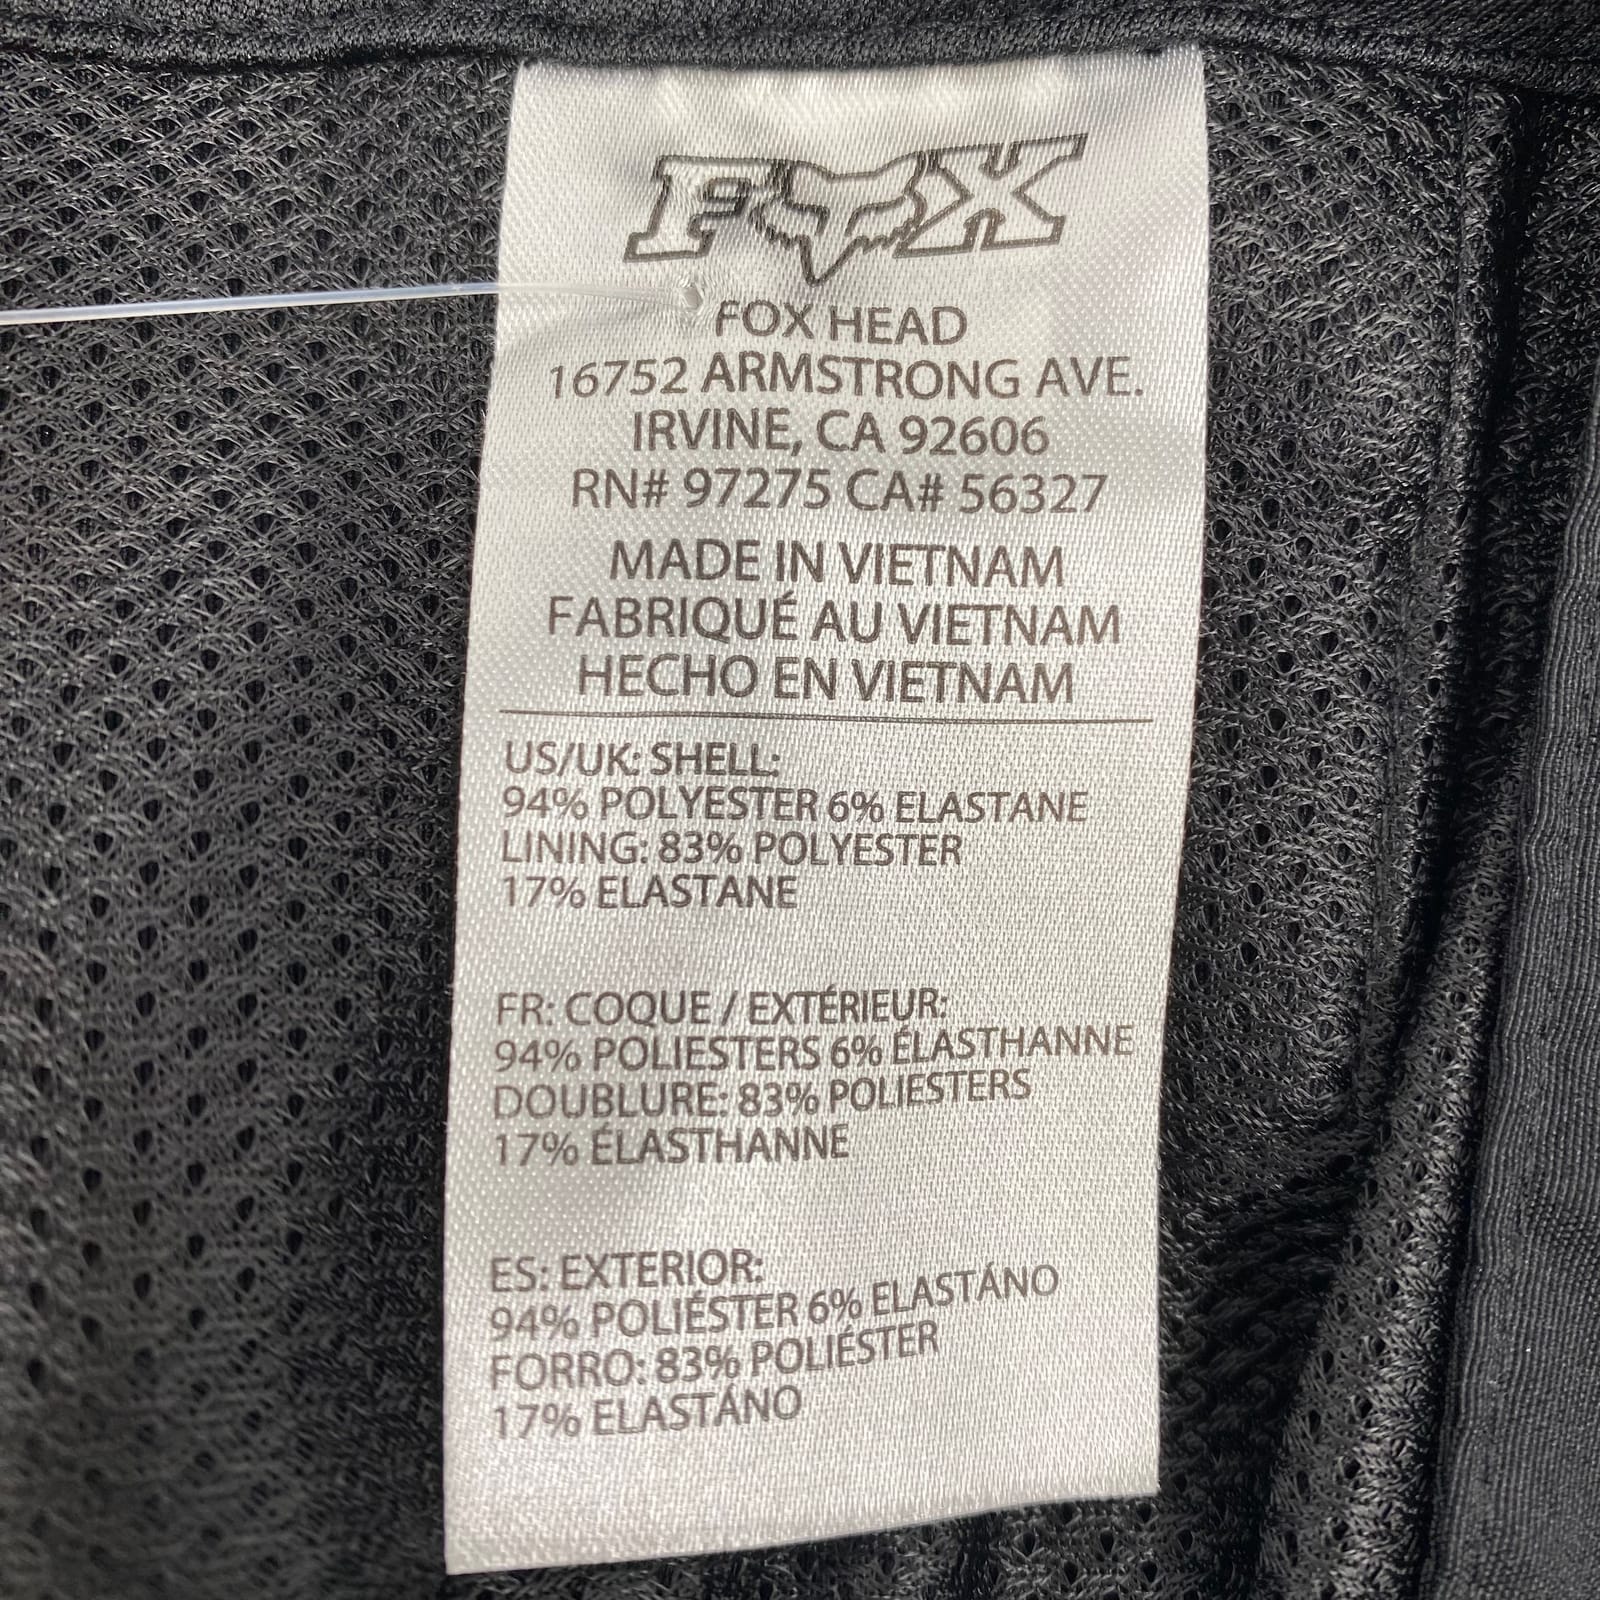 FOX
FOX HEAD
16752 ARMSTRONG AVE.
IRVINE, CA 92606
RN# 97275 CA# 56327
MADE IN VIETNAM
FABRIQUÉ AU VIETNAM
HECHO EN VIETNAM
US/UK: SHELL:
94% POLYESTER 6% ELASTANE
LINING: 83% POLYESTER
17% ELASTANE
FR: COQUE / EXTÉRIEUR:
94% POLIESTERS 6% ÉLASTHANNE
DOUBLURE: 83% POLIESTERS
17% ÉLASTHANNE
ES: EXTERIOR:
94% POLIÉSTER 6% ELASTÁNO
FORRO: 83% POLIÉSTER
17% ELASTÁNO